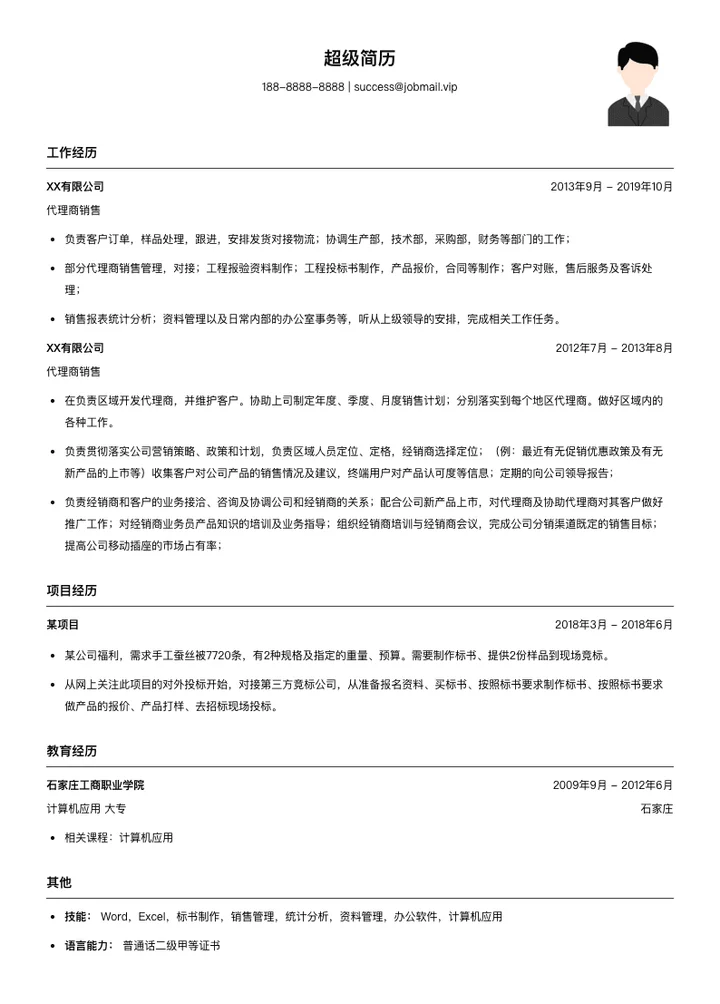 超级简历
188-8888-8888 | success@jobmail.vip
工作经历
XX有限公司 2013年9月 – 2019年10月
代理商销售
• 负责客户订单，样品处理，跟进，安排发货对接物流；协调生产部，技术部，采购部，财务等部门的工作；
• 部分代理商销售管理，对接；工程报验资料制作；工程投标书制作，产品报价，合同等制作；客户对账，售后服务及客诉处
理；
• 销售报表统计分析；资料管理以及日常内部的办公室事务等，听从上级领导的安排，完成相关工作任务。
XX有限公司 2012年7月 – 2013年8月
代理商销售
• 在负责区域开发代理商，并维护客户。协助上司制定年度、季度、月度销售计划；分别落实到每个地区代理商。做好区域内的
各种工作。
• 负责贯彻落实公司营销策略、政策和计划，负责区域人员定位、定格，经销商选择定位；（例：最近有无促销优惠政策及有无
新产品的上市等）收集客户对公司产品的销售情况及建议，终端用户对产品认可度等信息；定期的向公司领导报告；
• 负责经销商和客户的业务接洽、咨询及协调公司和经销商的关系；配合公司新产品上市，对代理商及协助代理商对其客户做好
推广工作；对经销商业务员产品知识的培训及业务指导；组织经销商培训与经销商会议，完成公司分销渠道既定的销售目标；
提高公司移动插座的市场占有率；
项目经历
某项目 2018年3月 – 2018年6月
• 某公司福利，需求手工蚕丝被7720条，有2种规格及指定的重量、预算。需要制作标书、提供2份样品到现场竞标。
• 从网上关注此项目的对外投标开始，对接第三方竞标公司，从准备报名资料、买标书、按照标书要求制作标书、按照标书要求
做产品的报价、产品打样、去招标现场投标。
教育经历
石家庄工商职业学院 2009年9月 – 2012年6月
计算机应用 大专 石家庄
• 相关课程：计算机应用
其他
• 技能： Word，Excel，标书制作，销售管理，统计分析，资料管理，办公软件，计算机应用
• 语言能力： 普通话二级甲等证书